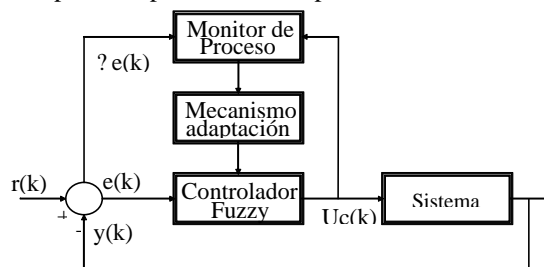 Monitor de
Proceso
? e(k)
Mecanismo
adaptación
r(k)
e(k)
Controlador
Fuzzy
Sistema
+
-
y(k)
Uc(k)